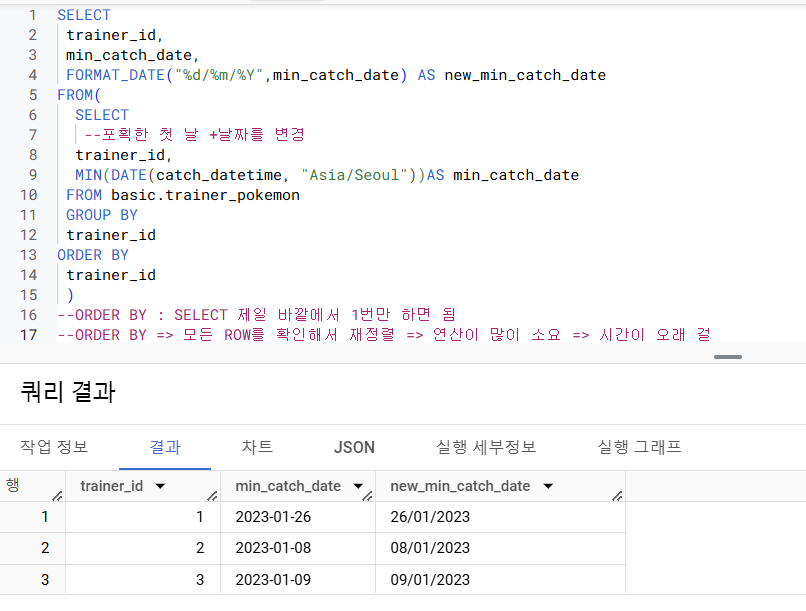 1 SELECT
2 trainer_id,
3 min_catch_date,
4 FORMAT_DATE("%d/%m/%Y",min_catch_date) AS new_min_catch_date
5 FROM(
6 SELECT
7 --포획한 첫 날 +날짜를 변경
8 trainer_id,
9 MIN(DATE(catch_datetime, "Asia/Seoul"))AS min_catch_date
10 FROM basic.trainer_pokemon
11 GROUP BY
12 trainer_id
13 ORDER BY
14 trainer_id
15 )
16 --ORDER BY : SELECT 제일 바깥에서 1번만 하면 됨
17 --ORDER BY => 모든 ROW를 확인해서 재정렬 => 연산이 많이 소요 => 시간이 오래 걸
쿼리 결과
작업 정보 결과 차트 JSON 실행 세부정보 실행 그래프
행 trainer_id min_catch_date new_min_catch_date
1 1 2023-01-26 26/01/2023
2 2 2023-01-08 08/01/2023
3 3 2023-01-09 09/01/2023